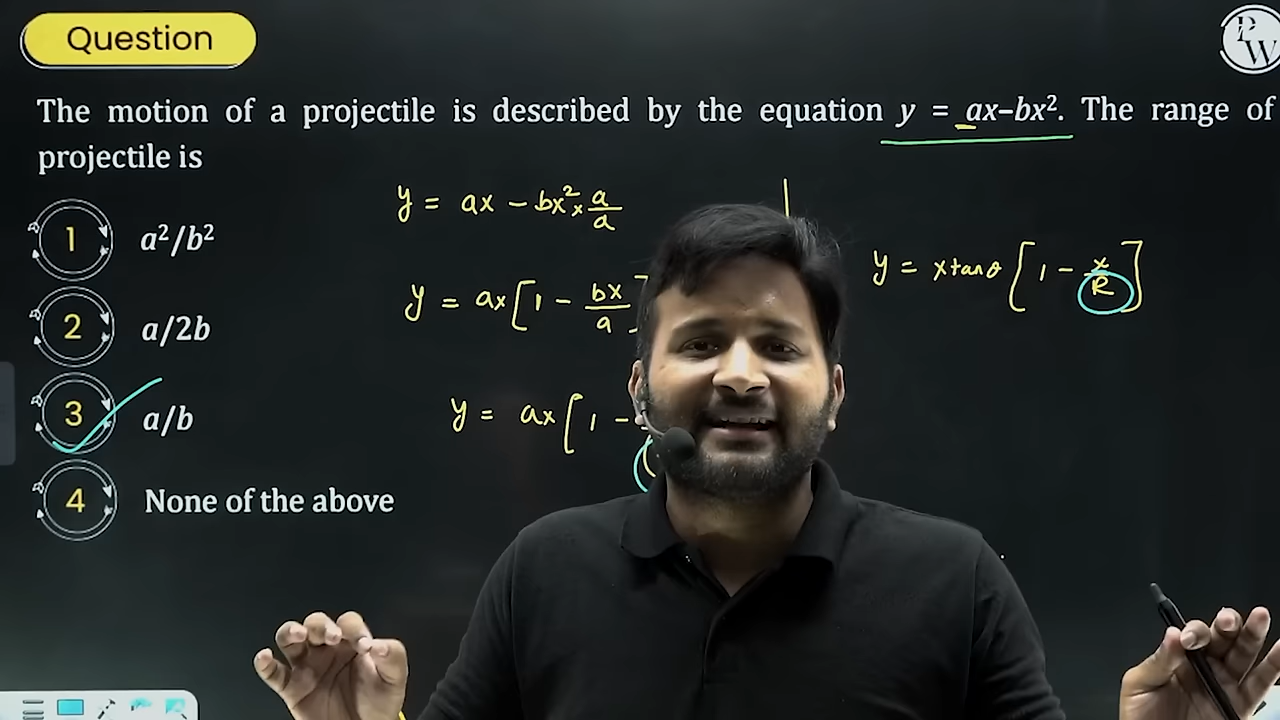 Question
PW
The motion of a projectile is described by the equation y = ax–bx². The range of
projectile is
1 a²/b²
2 a/2b
3 a/b
4 None of the above
y = ax − bx² × a/a
y = ax [1 − bx/a
y = ax [1 −
y = x tanθ [1 − x/R]